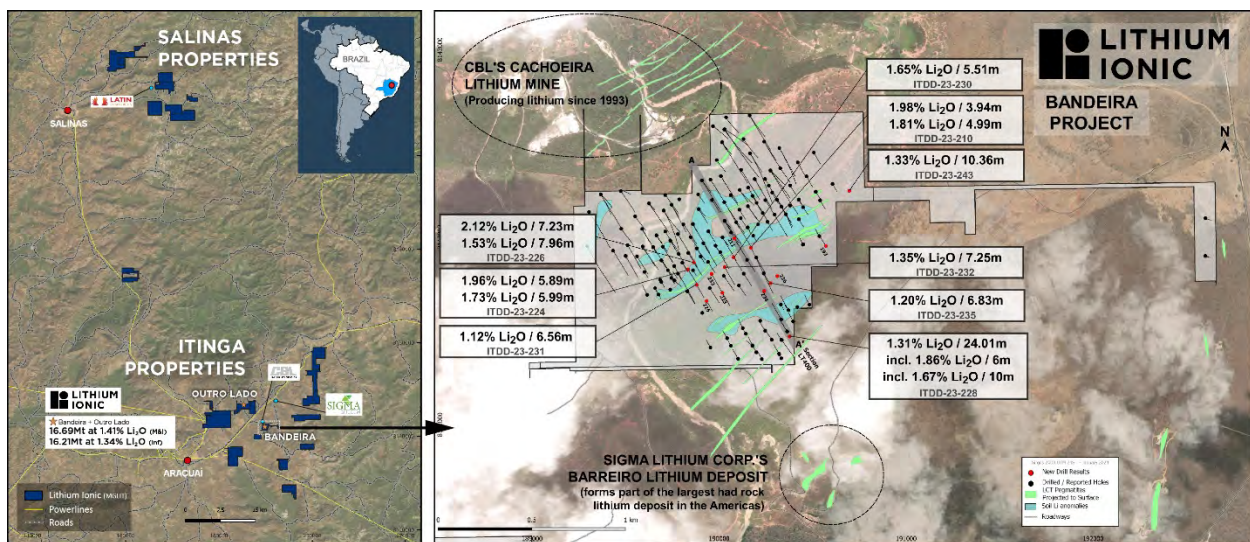 SALINAS
PROPERTIES
BRAZIL
LATIN
SALINAS
ITINGA
PROPERTIES
CBL
SIGMA
OUTRO LADO
BANDEIRA
LITHIUM
IONIC
Bandeira + Outro Lado
16.69Mt at 1.41% Li₂O (M&I)
16.21Mt at 1.34% Li₂O (Inf)
ARAÇUAÍ
Lithium Ionic
Powerlines
Roads
CBL'S CACHOEIRA
LITHIUM MINE
(Producing lithium since 1993)
LITHIUM
IONIC
BANDEIRA
PROJECT
N
1.65% Li₂O / 5.51m
ITDD-23-230
1.98% Li₂O / 3.94m
1.81% Li₂O / 4.99m
ITDD-23-210
1.33% Li₂O / 10.36m
ITDD-23-243
A
2.12% Li₂O / 7.23m
1.53% Li₂O / 7.96m
ITDD-23-226
1.96% Li₂O / 5.89m
1.73% Li₂O / 5.99m
ITDD-23-224
1.12% Li₂O / 6.56m
ITDD-23-231
1.35% Li₂O / 7.25m
ITDD-23-232
1.20% Li₂O / 6.83m
ITDD-23-235
1.31% Li₂O / 24.01m
incl. 1.86% Li₂O / 6m
incl. 1.67% Li₂O / 10m
ITDD-23-228
A'
Section
SIGMA LITHIUM CORP.'S
BARREIRO LITHIUM DEPOSIT
(forms part of the largest had rock
lithium deposit in the Americas)
New Drill Results
Drilled / Reported Holes
LCT Pegmatites
Projected to Surface
Soil Li anomalies
Roadways
0.5
1 km
190000
191000
192000